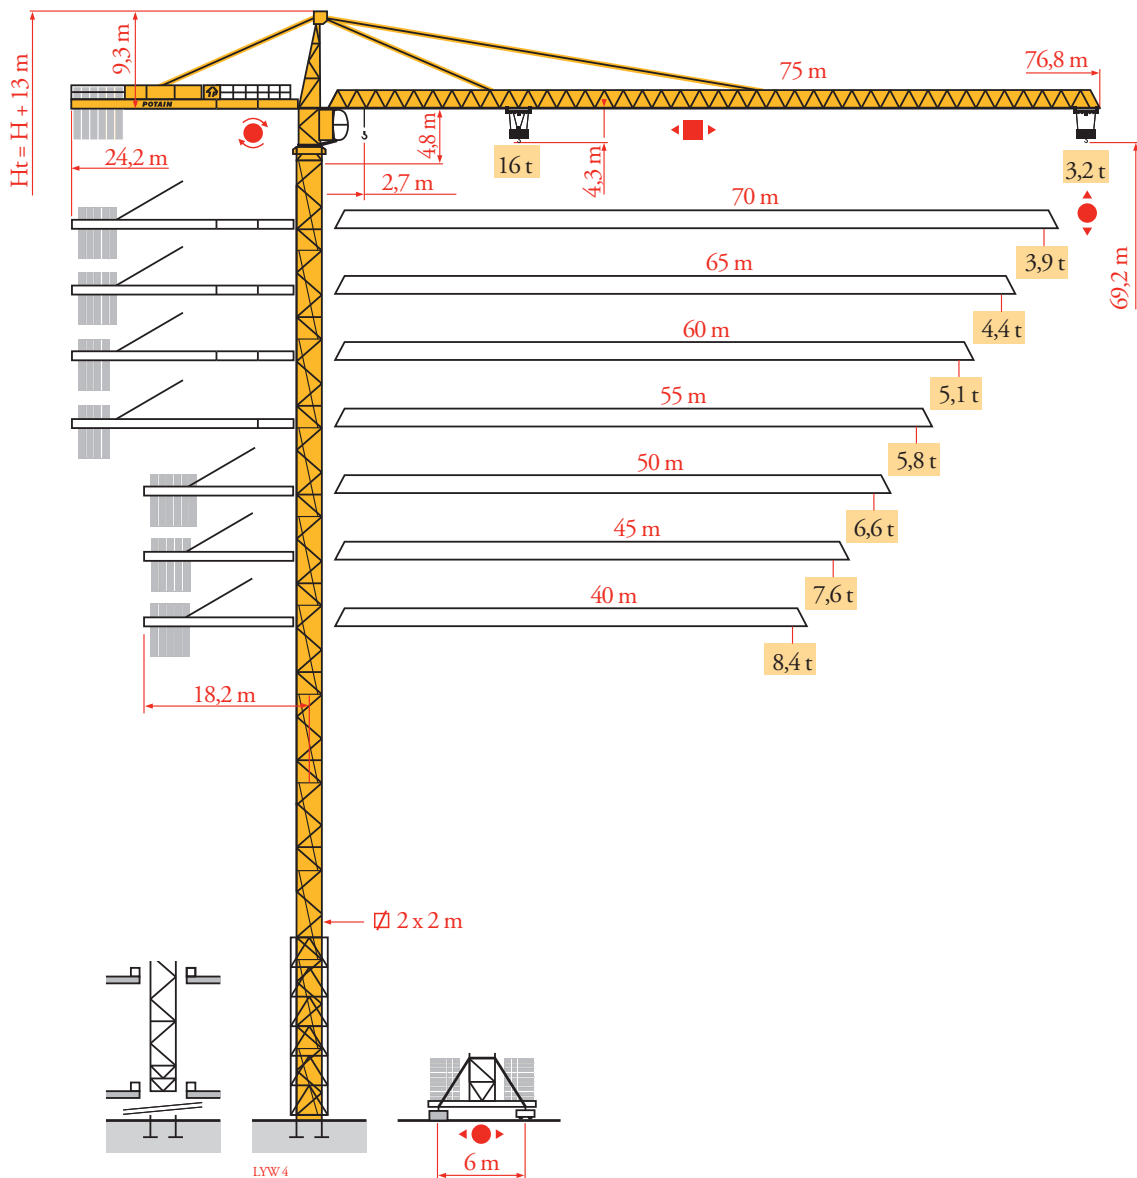 Ht = H + 13 m
9,3 m
75 m
76,8 m
POTAIN
24,2 m
4,8 m
2,7 m
16 t
4,3 m
3,2 t
69,2 m
70 m
3,9 t
65 m
4,4 t
60 m
5,1 t
55 m
5,8 t
50 m
6,6 t
45 m
7,6 t
40 m
8,4 t
18,2 m
2 x 2 m
6 m
LYW4